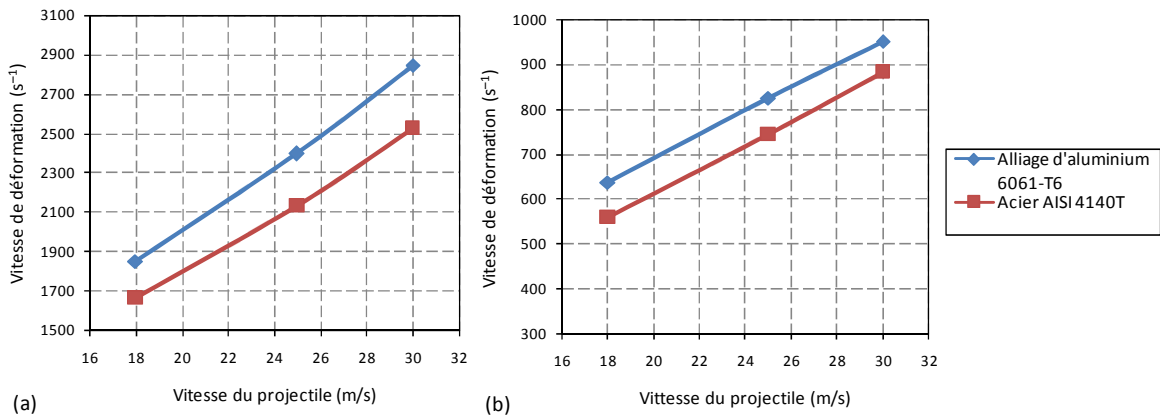 3100
2900
2700
2500
2300
2100
1900
1700
1500
Vitesse de déformation (s⁻¹)
16 18 20 22 24 26 28 30 32
Vitesse du projectile (m/s)
(a)
1000
900
800
700
600
500
400
300
Vitesse de déformation (s⁻¹)
16 18 20 22 24 26 28 30 32
Vittesse du projectile (m/s)
(b)
Alliage d'aluminium
6061-T6
Acier AISI 4140T